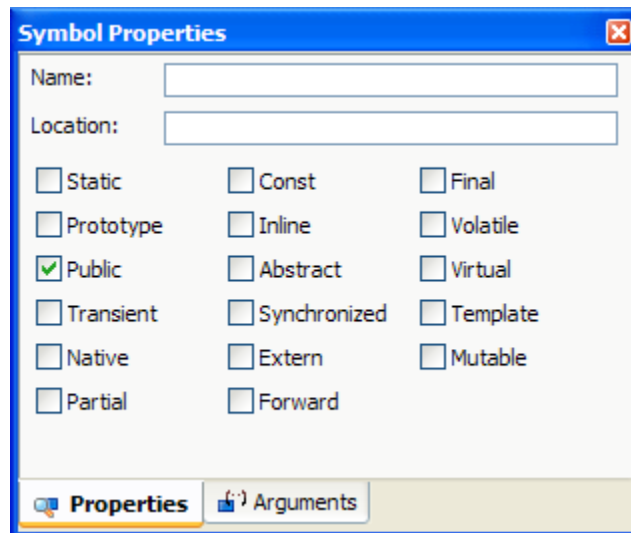 Symbol Properties
Name:
Location:
Static Const Final
Prototype Inline Volatile
Public Abstract Virtual
Transient Synchronized Template
Native Extern Mutable
Partial Forward
Properties Arguments